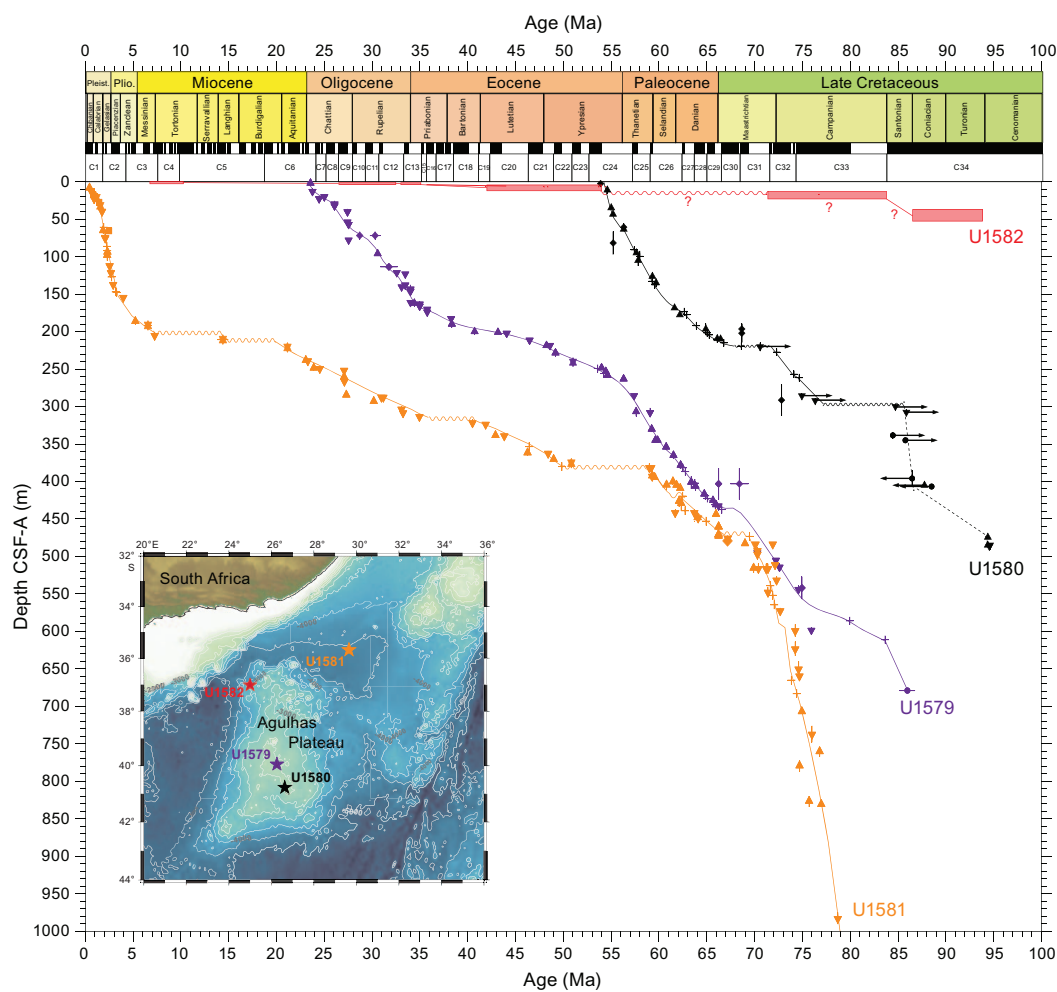 Age (Ma)
0 5 10 15 20 25 30 35 40 45 50 55 60 65 70 75 80 85 90 95 100
Pleist. Plio. Miocene Oligocene Eocene Paleocene Late Cretaceous
Calabrian Gelasian Piacenzian Zanclean Messinian Tortonian Serravallian Langhian Burdigalian Aquitanian Chattian Rupelian Priabonian Bartonian Lutetian Ypresian Thanetian Selandian Danian Maastrichtian Campanian Santonian Coniacian Turonian Cenomanian
C1 C2 C3 C4 C5 C6 C7 C8 C9 C10 C11 C12 C13 C15 C16 C17 C18 C19 C20 C21 C22 C23 C24 C25 C26 C27 C28 C29 C30 C31 C32 C33 C34
Depth CSF-A (m)
0
50
100
150
200
250
300
350
400
450
500
550
600
650
700
750
800
850
900
950
1000
? ? ?
U1582
U1580
U1579
U1581
20°E 22 24 26 28 30 32 34 36°
32°
S
34
36
38
40
42
44
South Africa
U1581
U1582
Agulhas
Plateau
U1579
U1580
0 5 10 15 20 25 30 35 40 45 50 55 60 65 70 75 80 85 90 95 100
Age (Ma)